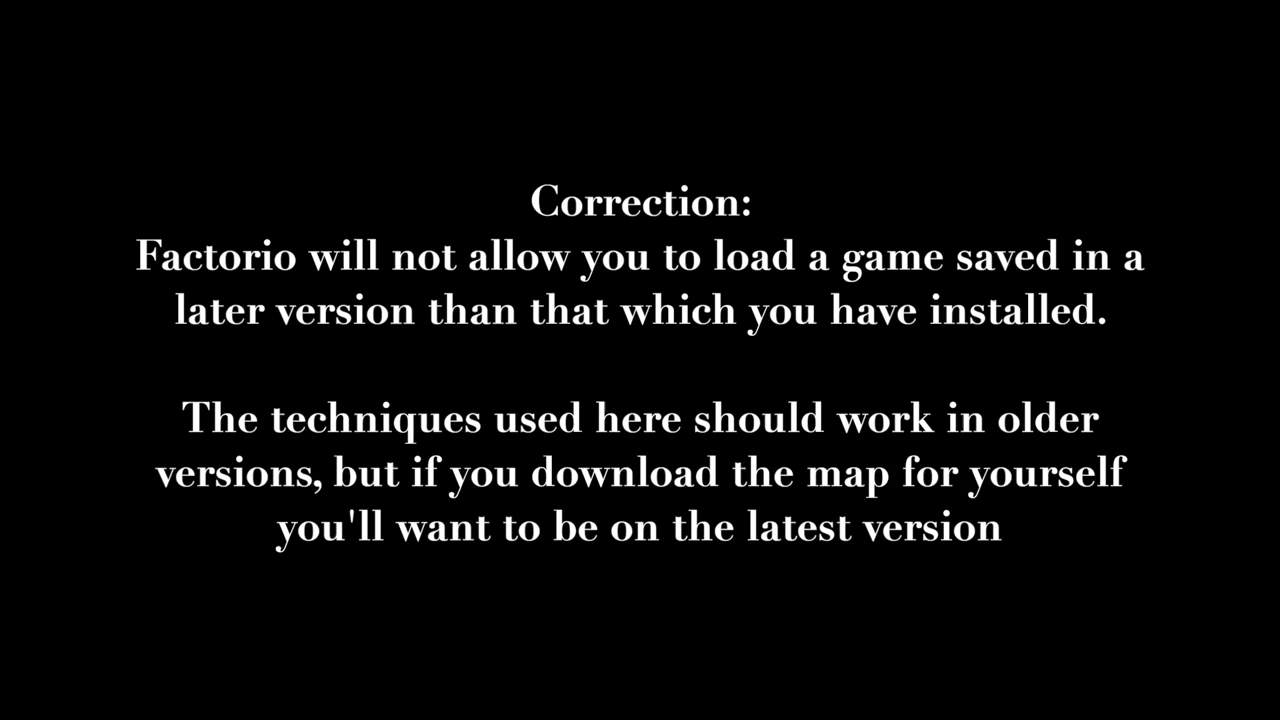 Correction:
Factorio will not allow you to load a game saved in a
later version than that which you have installed.
The techniques used here should work in older
versions, but if you download the map for yourself
you'll want to be on the latest version